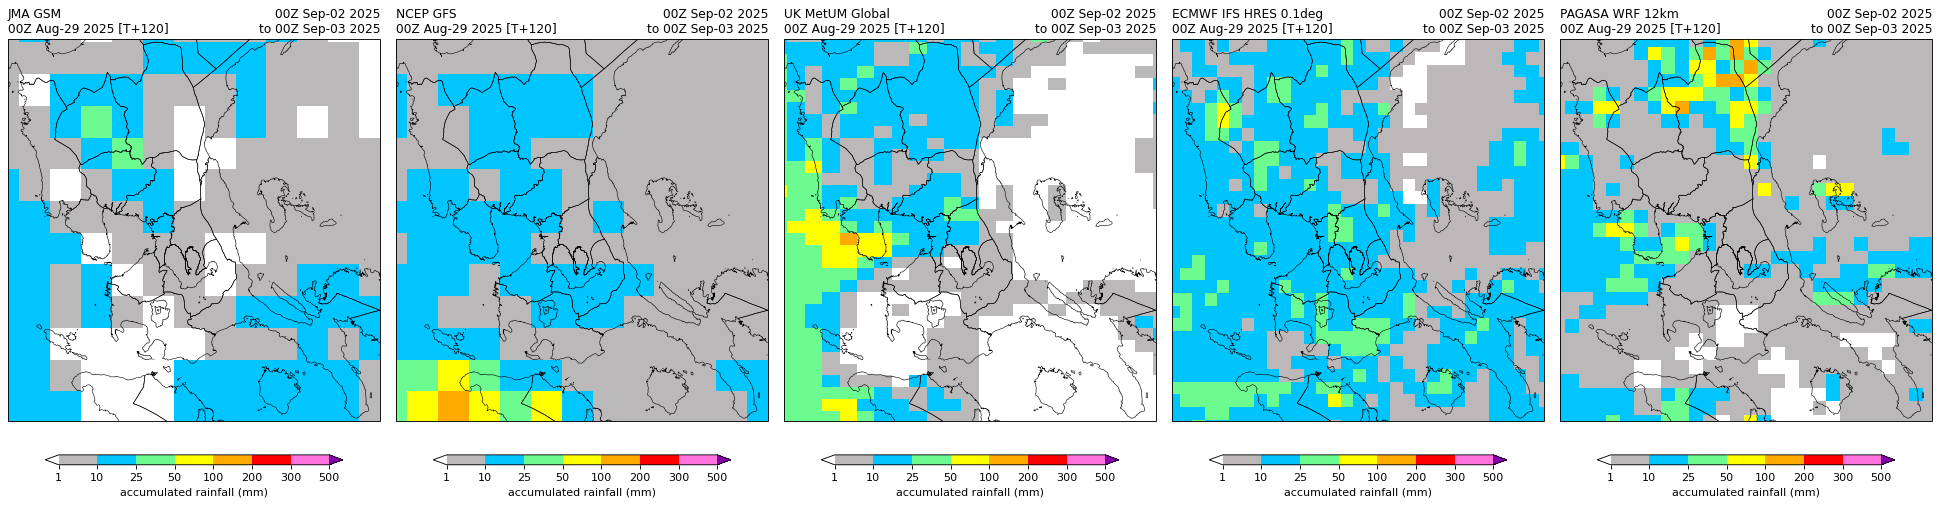 JMA GSM 00Z Sep-02 2025
00Z Aug-29 2025 [T+120] to 00Z Sep-03 2025
1 10 25 50 100 200 300 500
accumulated rainfall (mm)
NCEP GFS 00Z Sep-02 2025
00Z Aug-29 2025 [T+120] to 00Z Sep-03 2025
1 10 25 50 100 200 300 500
accumulated rainfall (mm)
UK MetUM Global 00Z Sep-02 2025
00Z Aug-29 2025 [T+120] to 00Z Sep-03 2025
1 10 25 50 100 200 300 500
accumulated rainfall (mm)
ECMWF IFS HRES 0.1deg 00Z Sep-02 2025
00Z Aug-29 2025 [T+120] to 00Z Sep-03 2025
1 10 25 50 100 200 300 500
accumulated rainfall (mm)
PAGASA WRF 12km 00Z Sep-02 2025
00Z Aug-29 2025 [T+120] to 00Z Sep-03 2025
1 10 25 50 100 200 300 500
accumulated rainfall (mm)